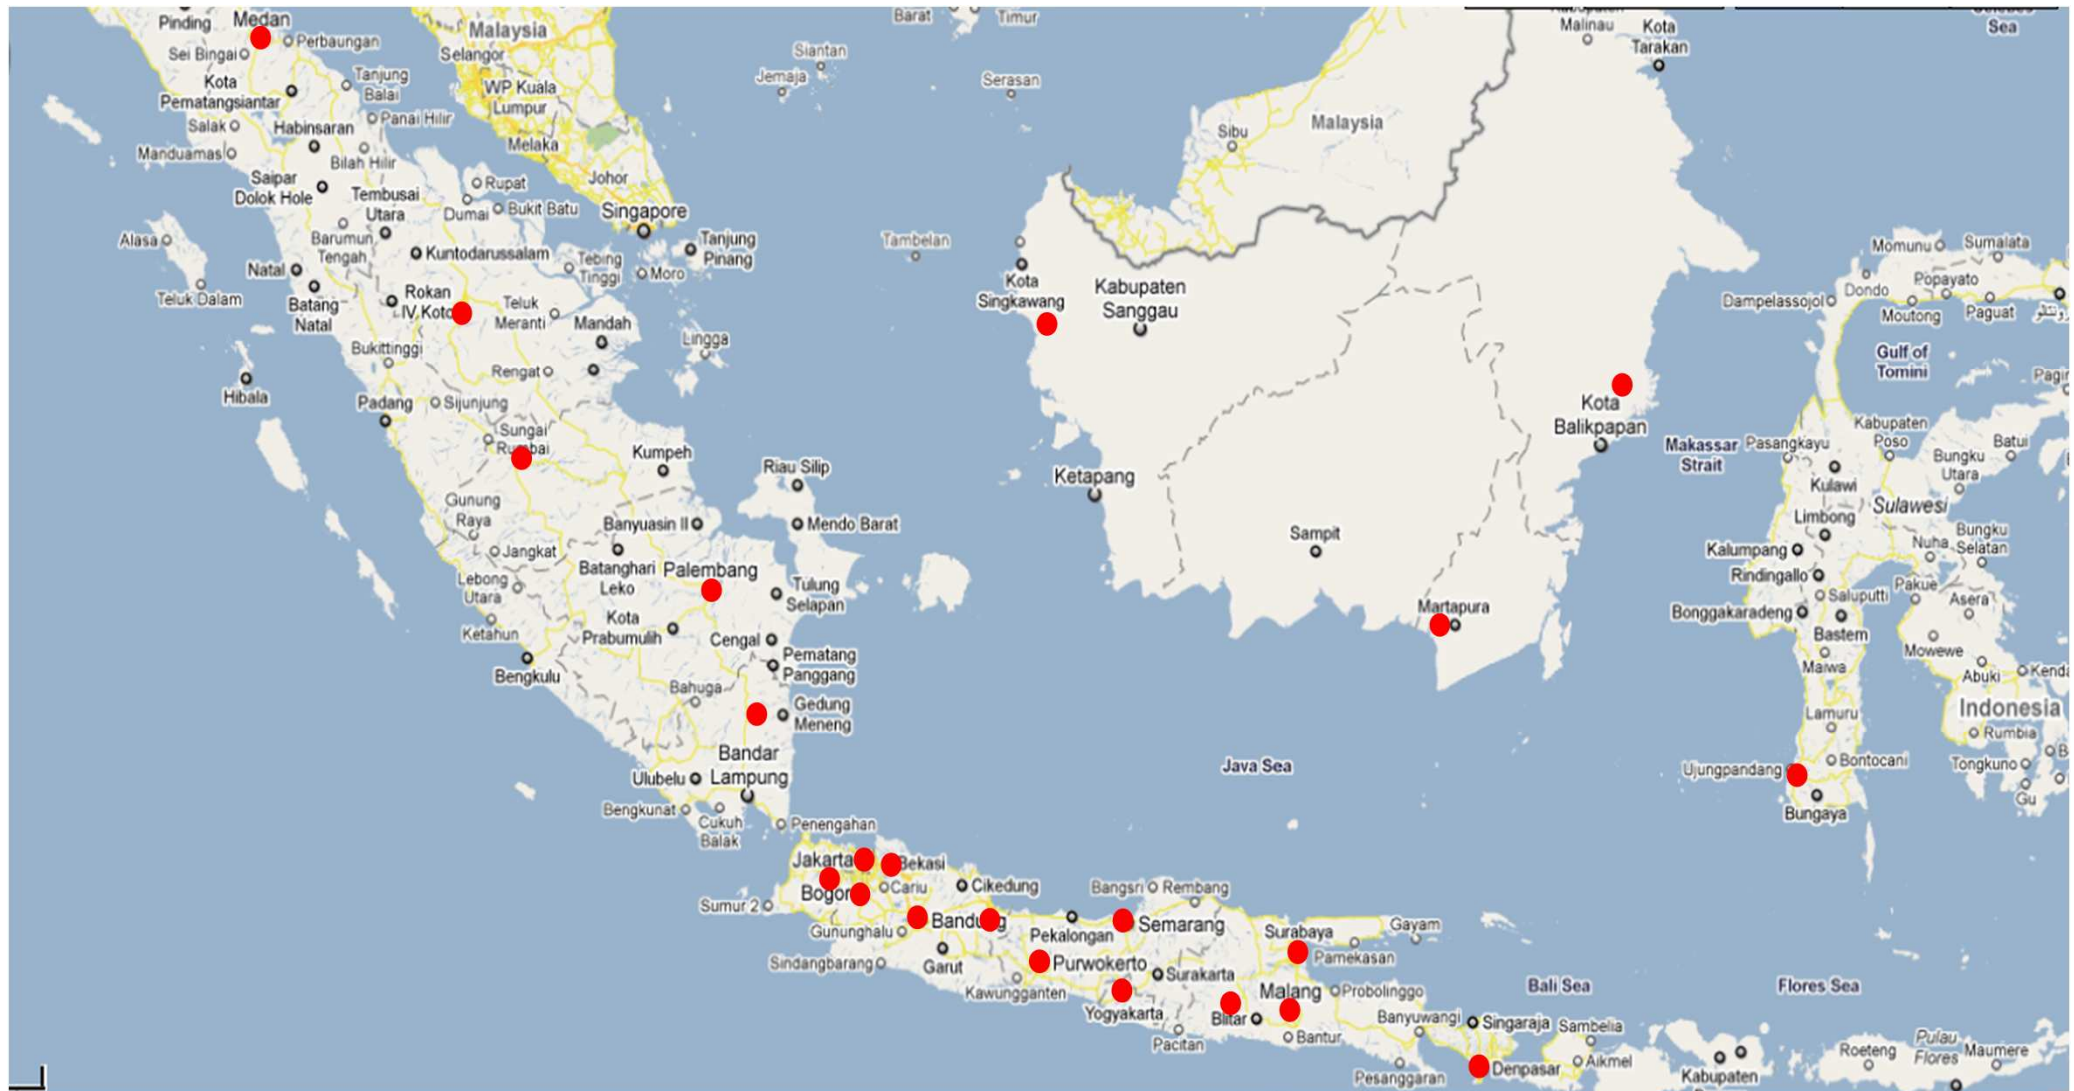 Pinding
Medan
Perbaungan
Sei Bingai
Kota
Pematangsiantar
Tanjung
Balai
Salak
Habinsaran
Panai Hilir
Manduamas
Bilah Hilir
Saipar
Dolok Hole
Tembusai
Utara
Rupat
Dumai
Bukit Batu
Alasa
Barumun
Tengah
Kuntodarussalam
Natal
Teluk Dalam
Batang
Natal
Rokan
IV Koto
Teluk
Meranti
Tebing
Tinggi
Moro
Mandah
Bukittinggi
Rengat
Lingga
Hibala
Padang
Sijunjung
Sungai
Kumpeh
Riau Silip
Gunung
Raya
Banyuasin II
Mendo Barat
Jangkat
Batanghari
Leko
Palembang
Lebong
Utara
Tulung
Selapan
Ketahun
Kota
Prabumulih
Cengal
Pematang
Panggang
Bengkulu
Bahuga
Gedung
Meneng
Bandar
Lampung
Ulubelu
Bengkunat
Cukuh
Balak
Penengahan
Malaysia
Selangor
WP Kuala
Lumpur
Melaka
Johor
Singapore
Tanjung
Pinang
Barat
Timur
Siantan
Jemaja
Serasan
Tambelan
Sibu
Malaysia
Malinau
Kota
Tarakan
Sea
Kota
Singkawang
Kabupaten
Sanggau
Ketapang
Sampit
Martapura
Kota
Balikpapan
Makassar
Strait
Momunu
Sumalata
Dondo
Popayato
Dampelassojol
Moutong
Paguat
Gulf of
Tomini
Kabupaten
Poso
Pasangkayu
Batui
Bungku
Utara
Kulawi
Sulawesi
Limbong
Bungku
Selatan
Nuha
Kalumpang
Rindingallo
Pakue
Saluputti
Asera
Bonggakaradeng
Bastem
Mowewe
Maiwa
Abuki
Lamuru
Indonesia
Rumbia
Ujungpandang
Bontocani
Tongkuno
Bungaya
Gu
Java Sea
Jakarta
Bekasi
Bogor
Cariu
Cikedung
Sumur 2
Bangsri
Rembang
Gununghalu
Bandung
Pekalongan
Semarang
Surabaya
Gayam
Pamekasan
Sindangbarang
Garut
Purwokerto
Surakarta
Kawungganten
Malang
Probolinggo
Yogyakarta
Blitar
Pacitan
Bantur
Banyuwangi
Pesanggaran
Singaraja
Sambelia
Denpasar
Aikmel
Bali Sea
Flores Sea
Kabupaten
Roeteng
Pulau
Flores
Maumere